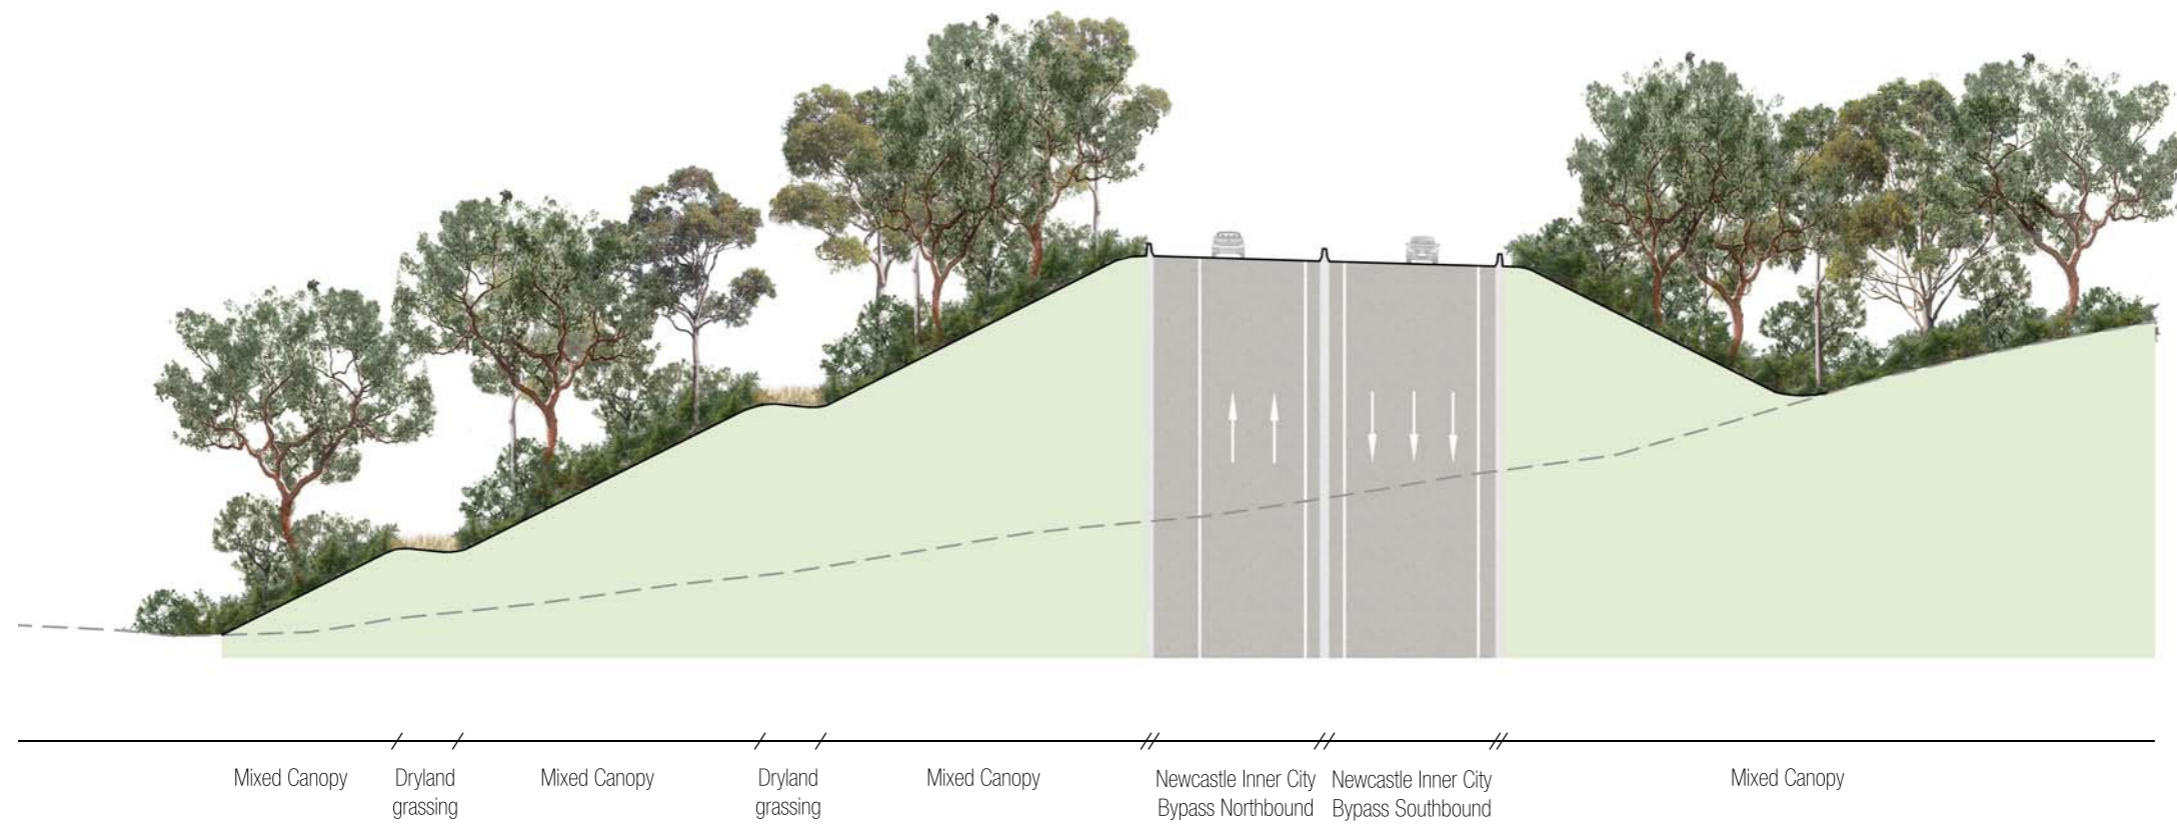 Mixed Canopy
Dryland
grassing
Mixed Canopy
Dryland
grassing
Mixed Canopy
Newcastle Inner City
Bypass Northbound
Newcastle Inner City
Bypass Southbound
Mixed Canopy